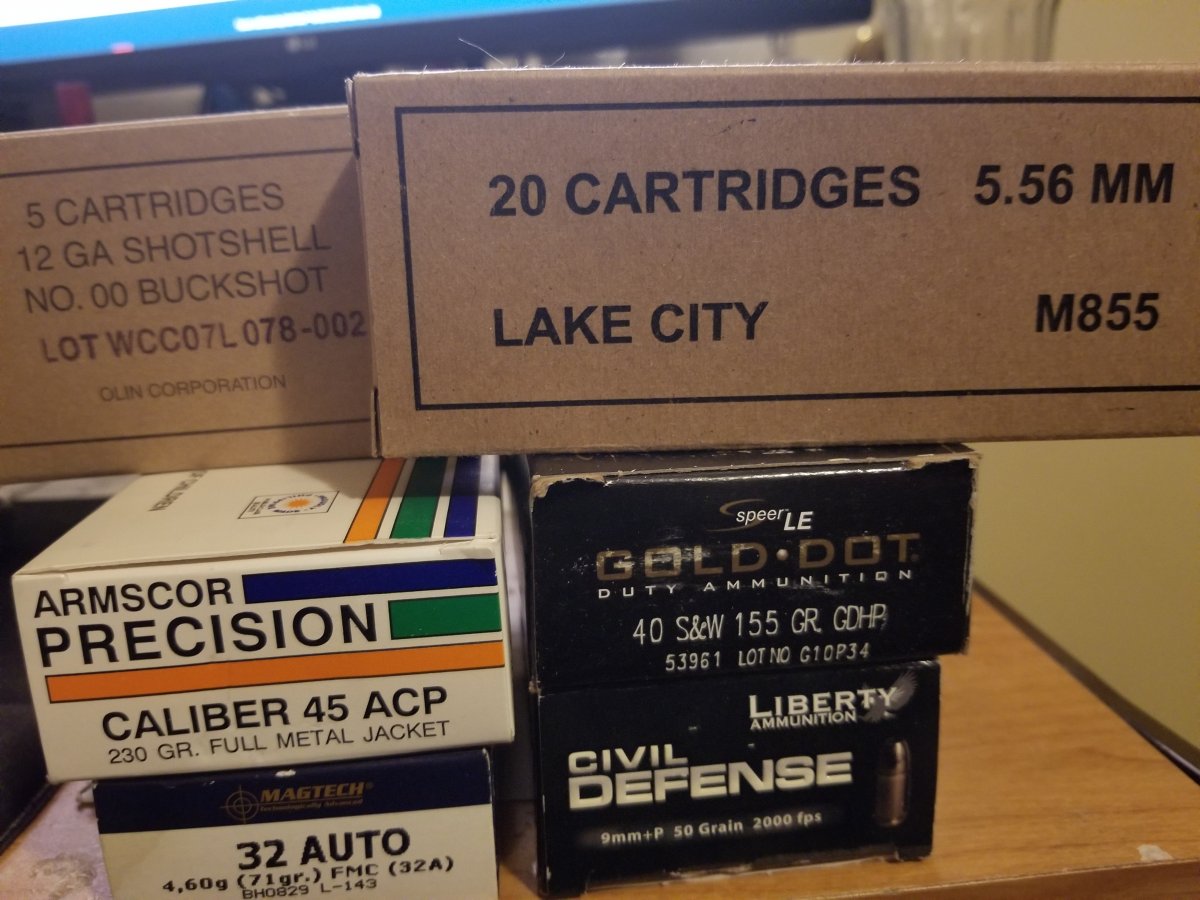 5 CARTRIDGES
12 GA SHOTSHELL
NO. 00 BUCKSHOT
LOT WCC07L 078-002
OLIN CORPORATION
20 CARTRIDGES 5.56 MM
LAKE CITY M855
ARMSCOR
PRECISION
CALIBER 45 ACP
230 GR. FULL METAL JACKET
speer LE
GOLD DOT
DUTY AMMUNITION
40 S&W 155 GR. GDHP
53961 LOT NO G10P34
MAGTECH
Technologically Advanced
32 AUTO
4,60g (71gr.) FMC (32A)
BH0829 L-143
LIBERTY
AMMUNITION
CIVIL
DEFENSE
9mm+P 50 Grain 2000 fps